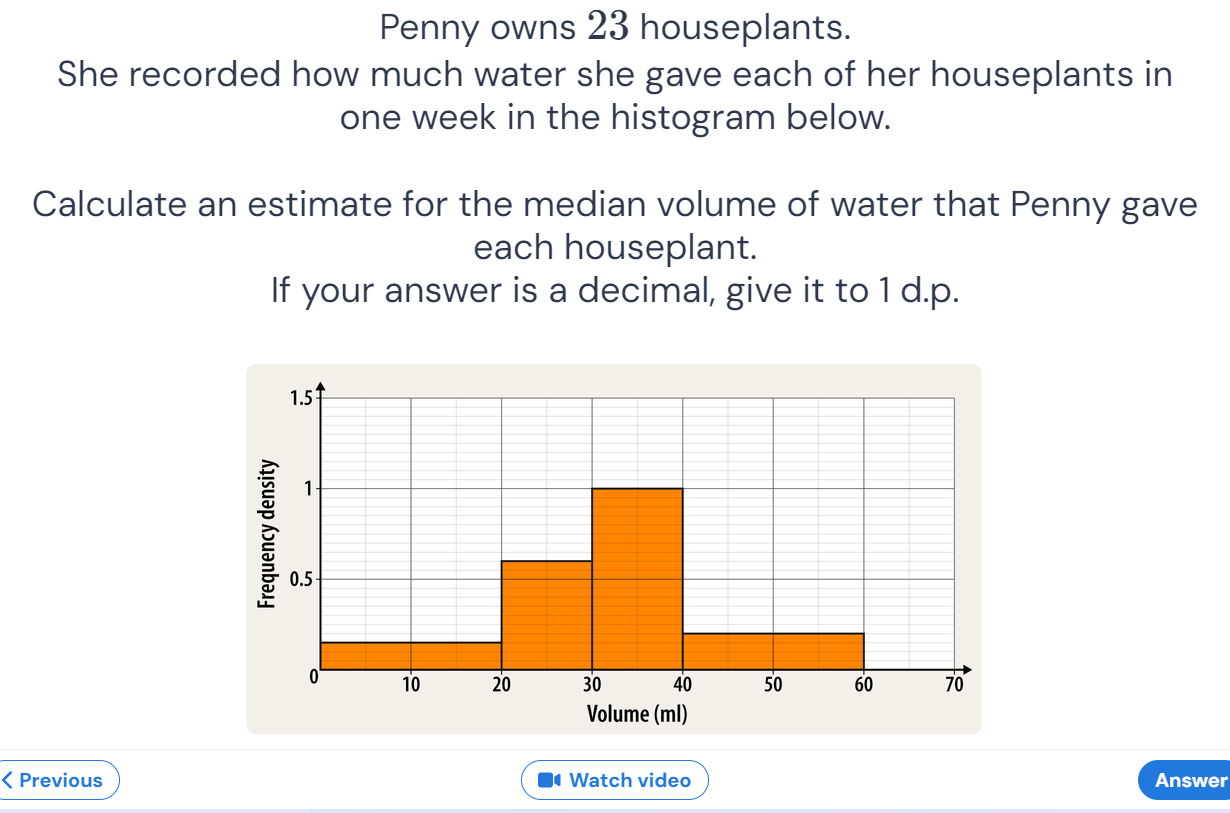 Penny owns 23 houseplants.
She recorded how much water she gave each of her houseplants in
one week in the histogram below.
Calculate an estimate for the median volume of water that Penny gave
each houseplant.
If your answer is a decimal, give it to 1 d.p.
1.5
1
0.5
0
Frequency density
10 20 30 40 50 60 70
Volume (ml)
Previous
Watch video
Answer